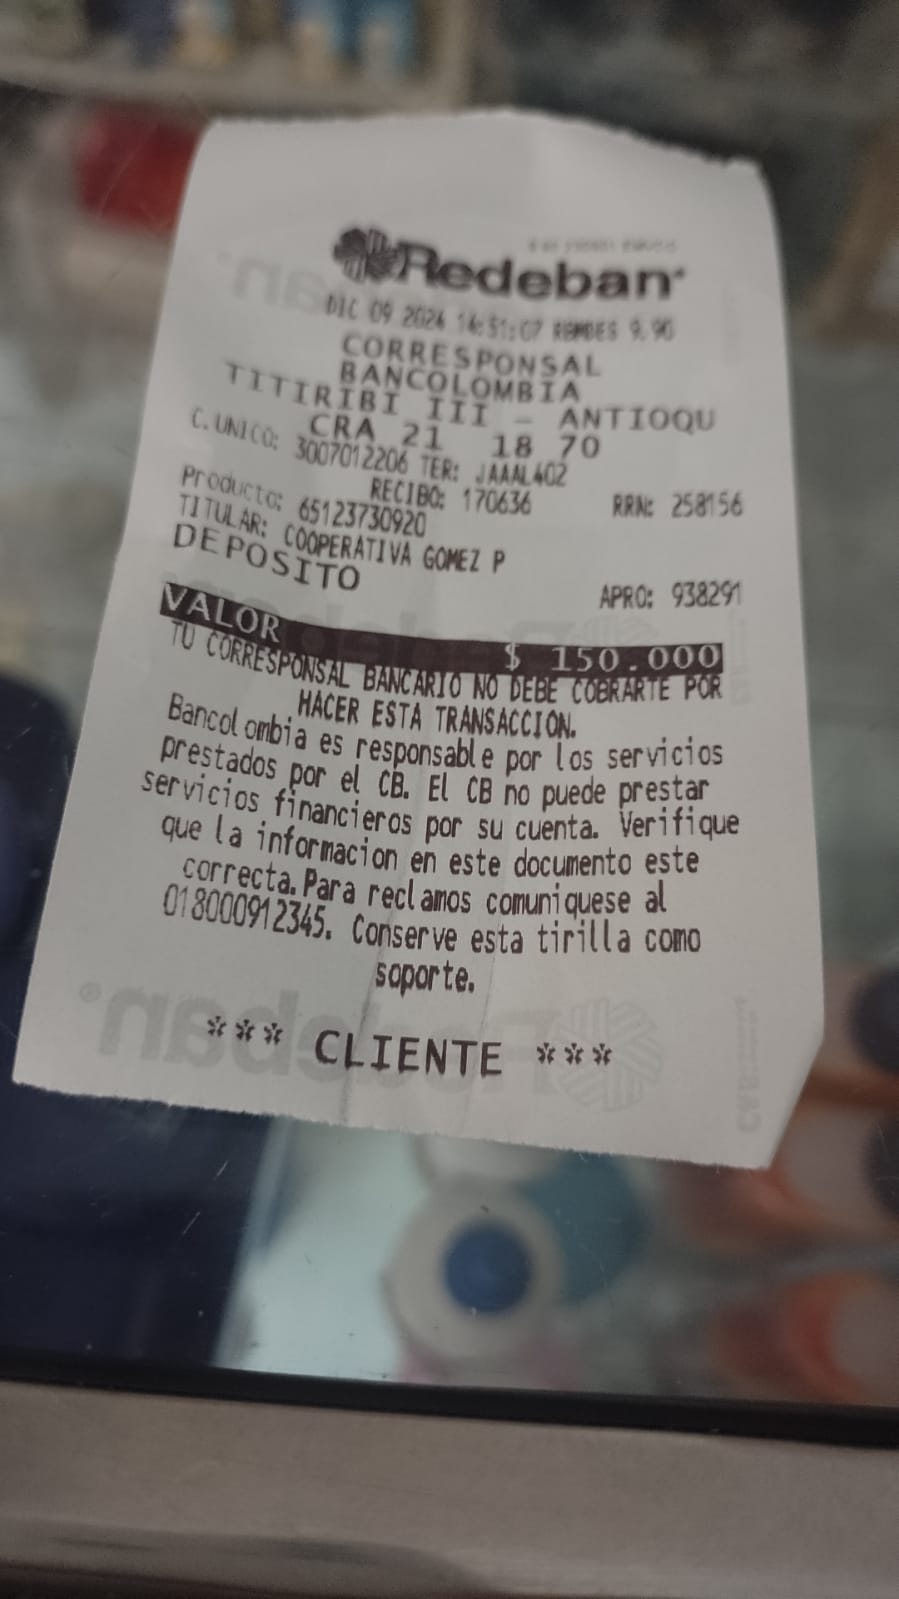 Redeban
DIC 09 2024 14:51:07 RBMDES 9.90
CORRESPONSAL
BANCOLOMBIA
TITIRIBI III - ANTIOQU
CRA 21 18 70
C. UNICO: 3007012206 TER: JAAAL402
RECIBO: 170636 RRN: 258156
Producto: 65123730920
TITULAR: COOPERATIVA GOMEZ P
DEPOSITO APRO: 938291
VALOR $ 150.000
TU CORRESPONSAL BANCARIO NO DEBE COBRARTE POR
HACER ESTA TRANSACCION.
Bancolombia es responsable por los servicios
prestados por el CB. El CB no puede prestar
servicios financieros por su cuenta. Verifique
que la informacion en este documento este
correcta. Para reclamos comuniquese al
018000912345. Conserve esta tirilla como
soporte.
*** CLIENTE ***
Redeban